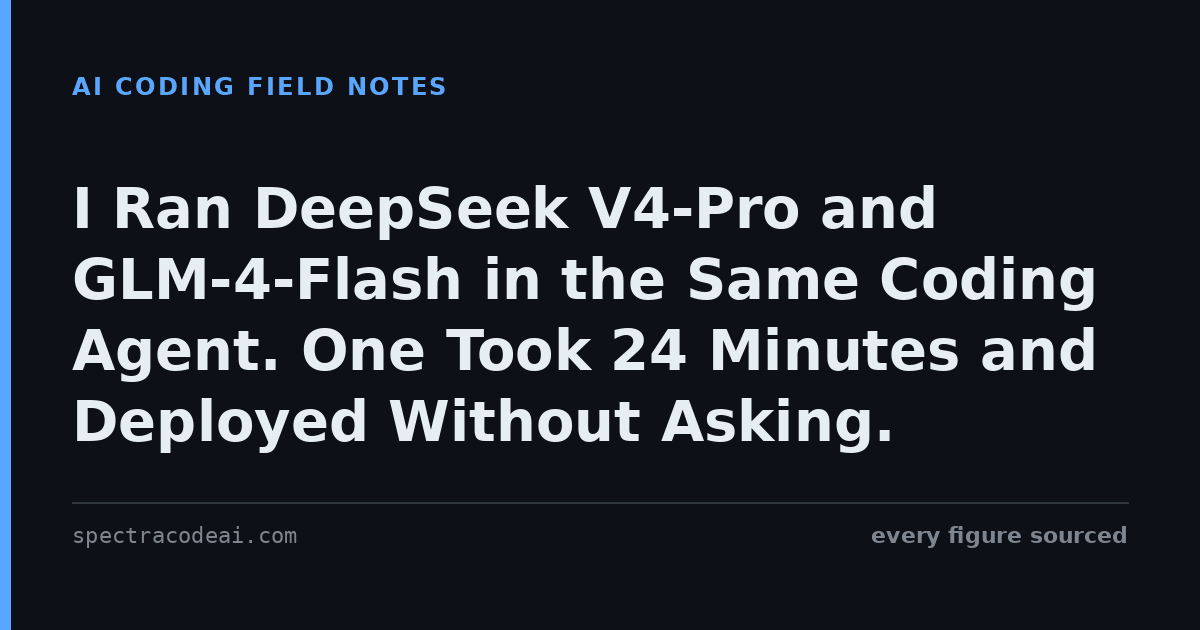 AI CODING FIELD NOTES
I Ran DeepSeek V4-Pro and
GLM-4-Flash in the Same Coding
Agent. One Took 24 Minutes and
Deployed Without Asking.
spectracodeai.com
every figure sourced